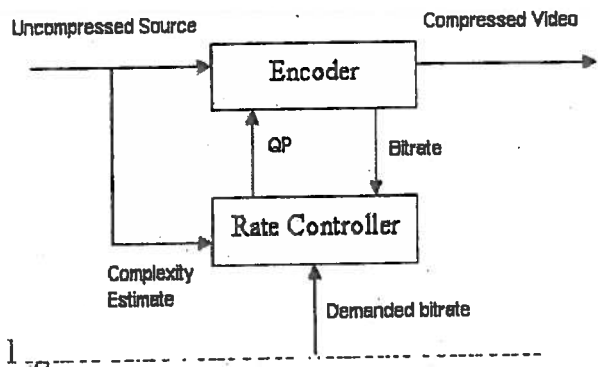 Uncompressed Source
Compressed Video
Encoder
QP
Bitrate
Rate Controller
Complexity
Estimate
Demanded bitrate